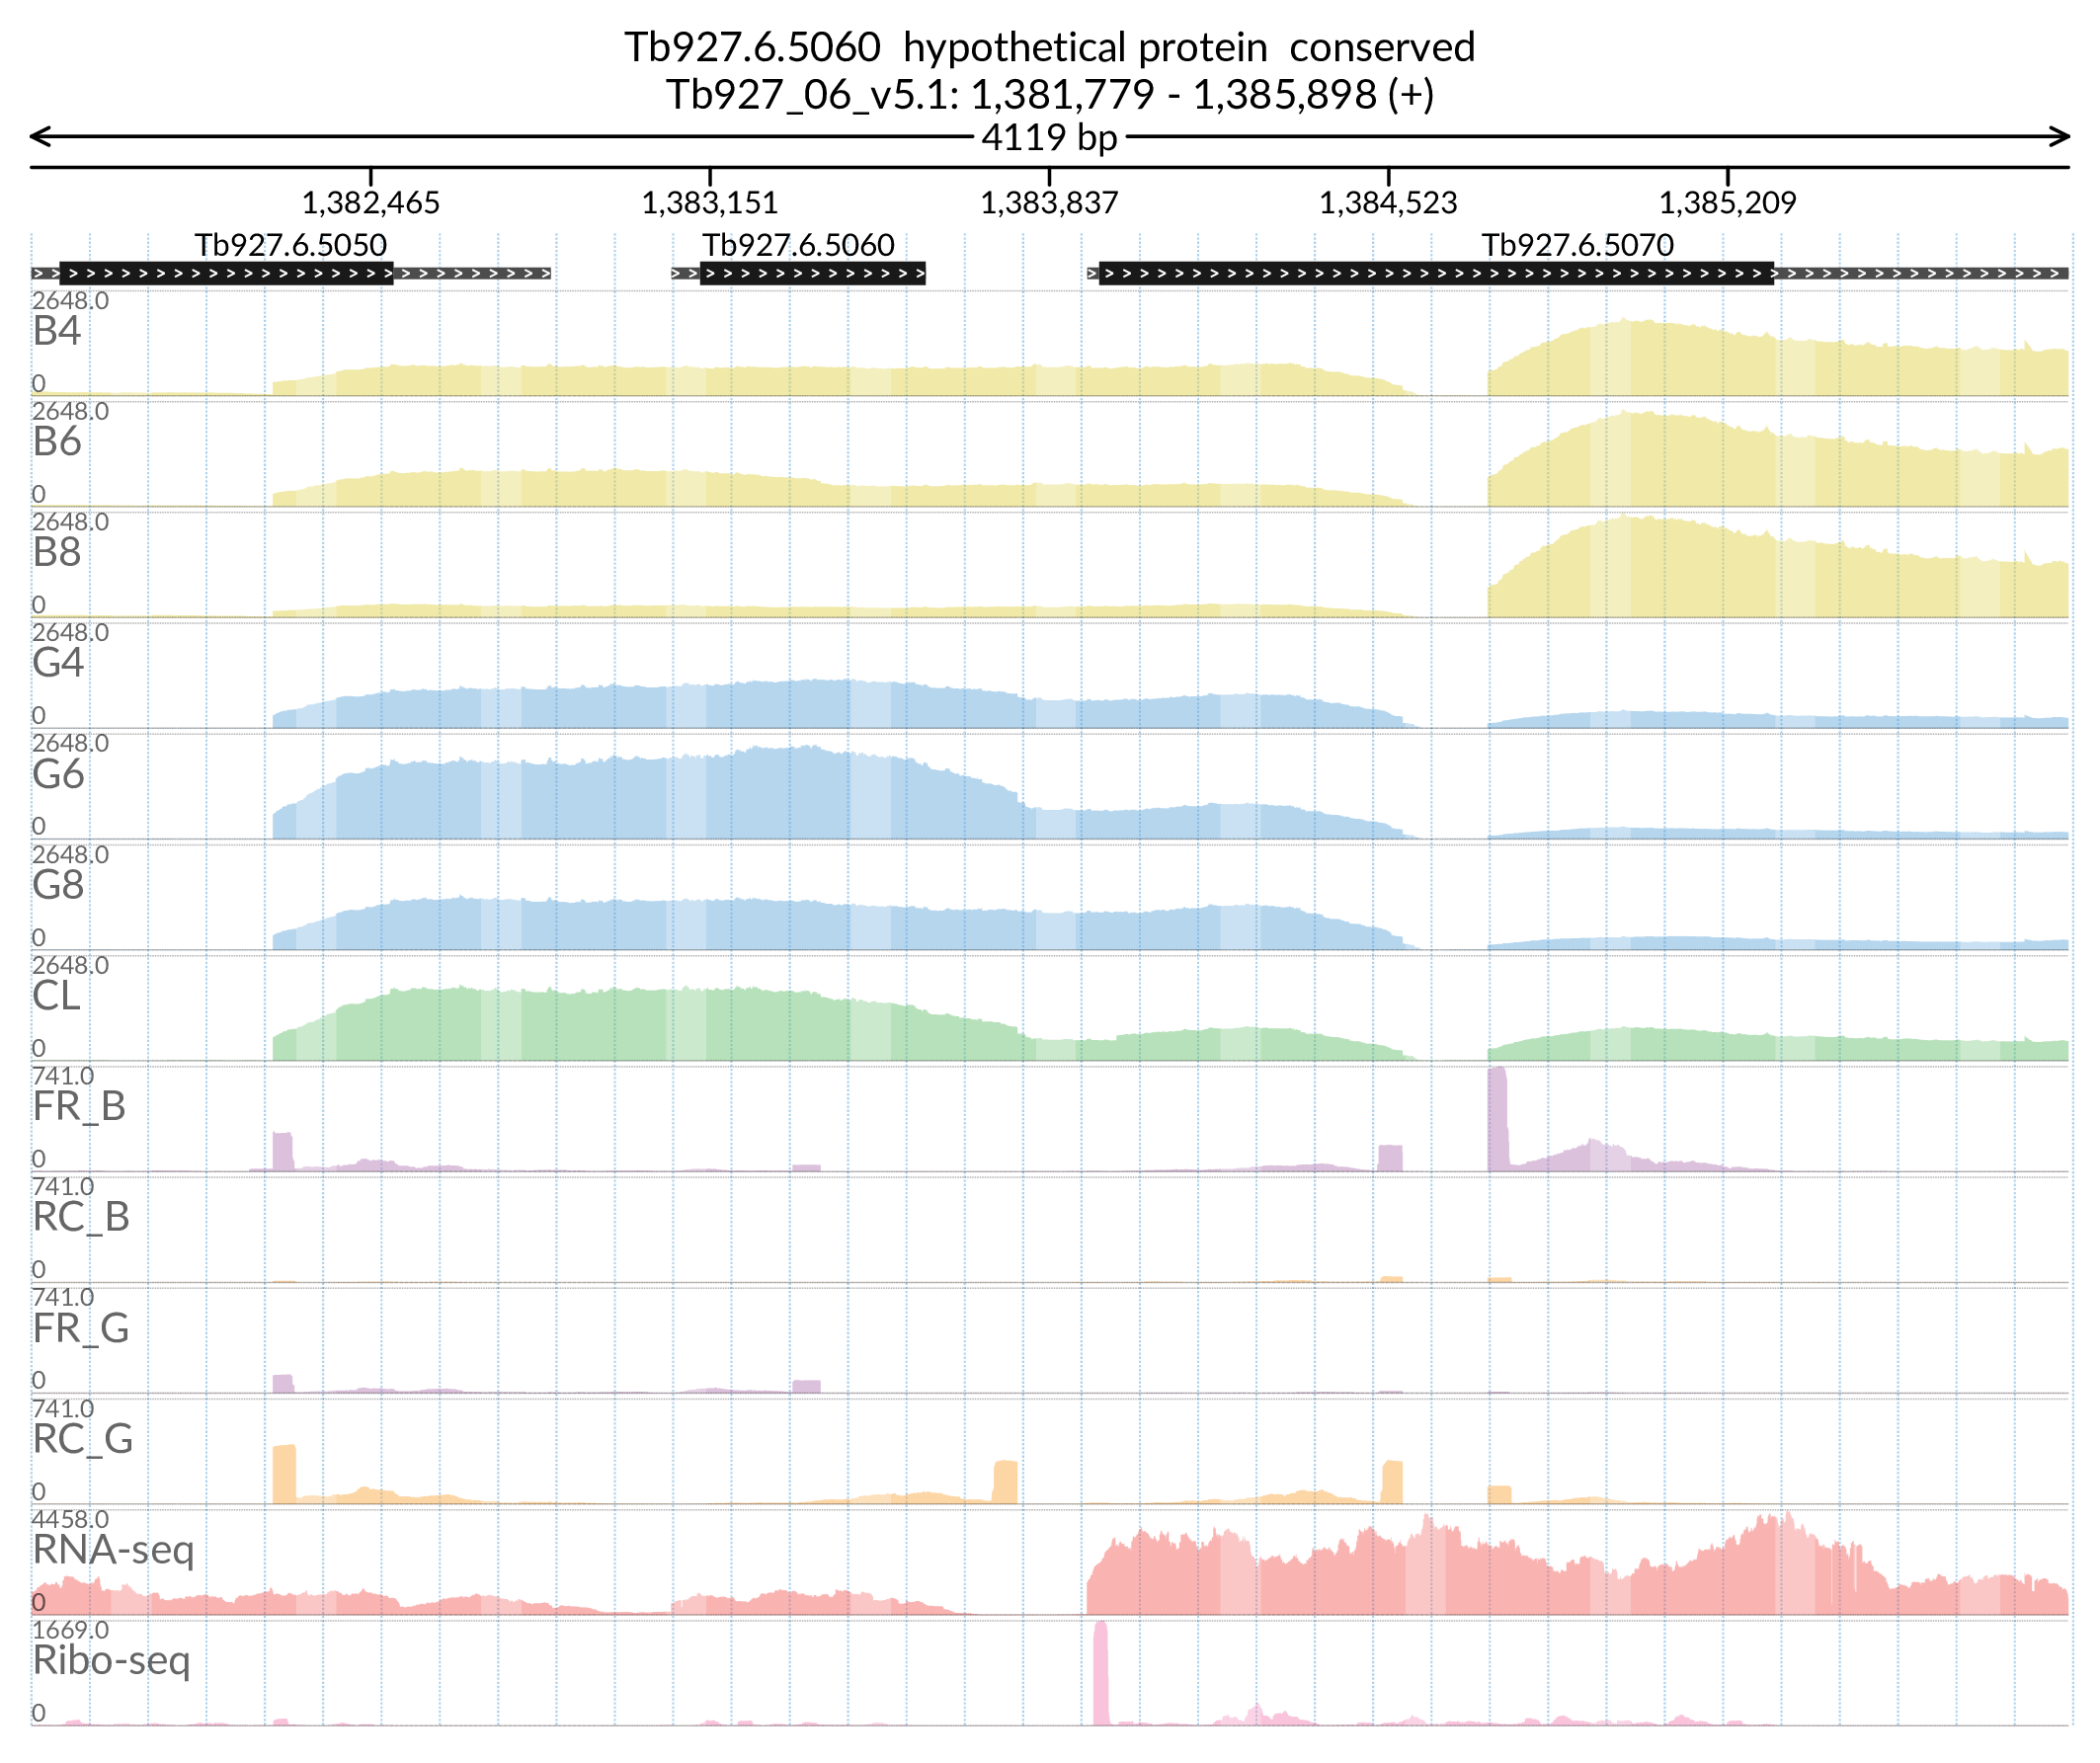 Tb927.6.5060 hypothetical protein conserved
Tb927_06_v5.1: 1,381,779 - 1,385,898 (+)
4119 bp
1,382,465 1,383,151 1,383,837 1,384,523 1,385,209
Tb927.6.5050 Tb927.6.5060 Tb927.6.5070
2648.0
B4
0
2648.0
B6
0
2648.0
B8
0
2648.0
G4
0
2648.0
G6
0
2648.0
G8
0
2648.0
CL
0
741.0
FR_B
0
741.0
RC_B
0
741.0
FR_G
0
741.0
RC_G
0
4458.0
RNA-seq
0
1669.0
Ribo-seq
0